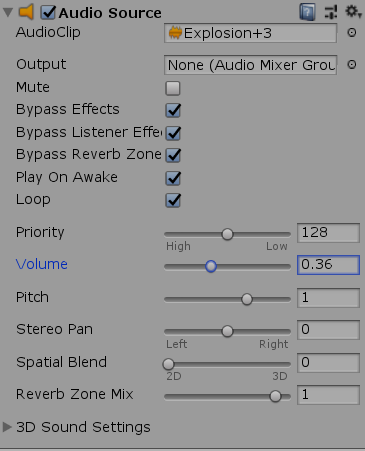 Audio Source
AudioClip Explosion+3
Output None (Audio Mixer Grou
Mute
Bypass Effects
Bypass Listener Effe
Bypass Reverb Zone
Play On Awake
Loop
Priority 128
High Low
Volume 0.36
Pitch 1
Stereo Pan 0
Left Right
Spatial Blend 0
2D 3D
Reverb Zone Mix 1
3D Sound Settings